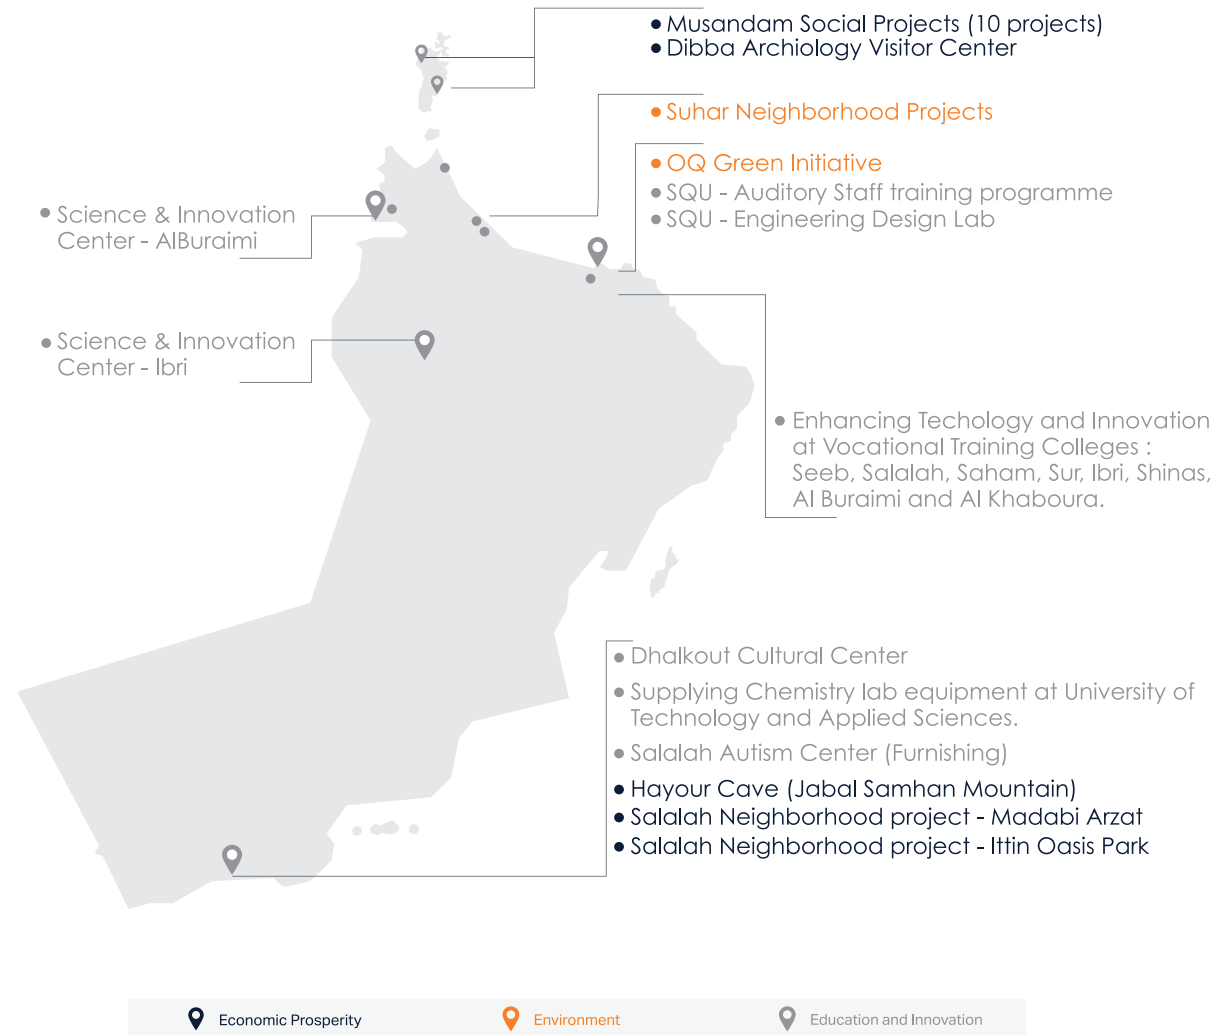 Musandam Social Projects (10 projects)
Dibba Archiology Visitor Center
Suhar Neighborhood Projects
OQ Green Initiative
SQU - Auditory Staff training programme
SQU - Engineering Design Lab
Science & Innovation
Center - AlBuraimi
Science & Innovation
Center - Ibri
Enhancing Techology and Innovation
at Vocational Training Colleges :
Seeb, Salalah, Saham, Sur, Ibri, Shinas,
Al Buraimi and Al Khaboura.
Dhalkout Cultural Center
Supplying Chemistry lab equipment at University of
Technology and Applied Sciences.
Salalah Autism Center (Furnishing)
Hayour Cave (Jabal Samhan Mountain)
Salalah Neighborhood project - Madabi Arzat
Salalah Neighborhood project - Ittin Oasis Park
Economic Prosperity
Environment
Education and Innovation